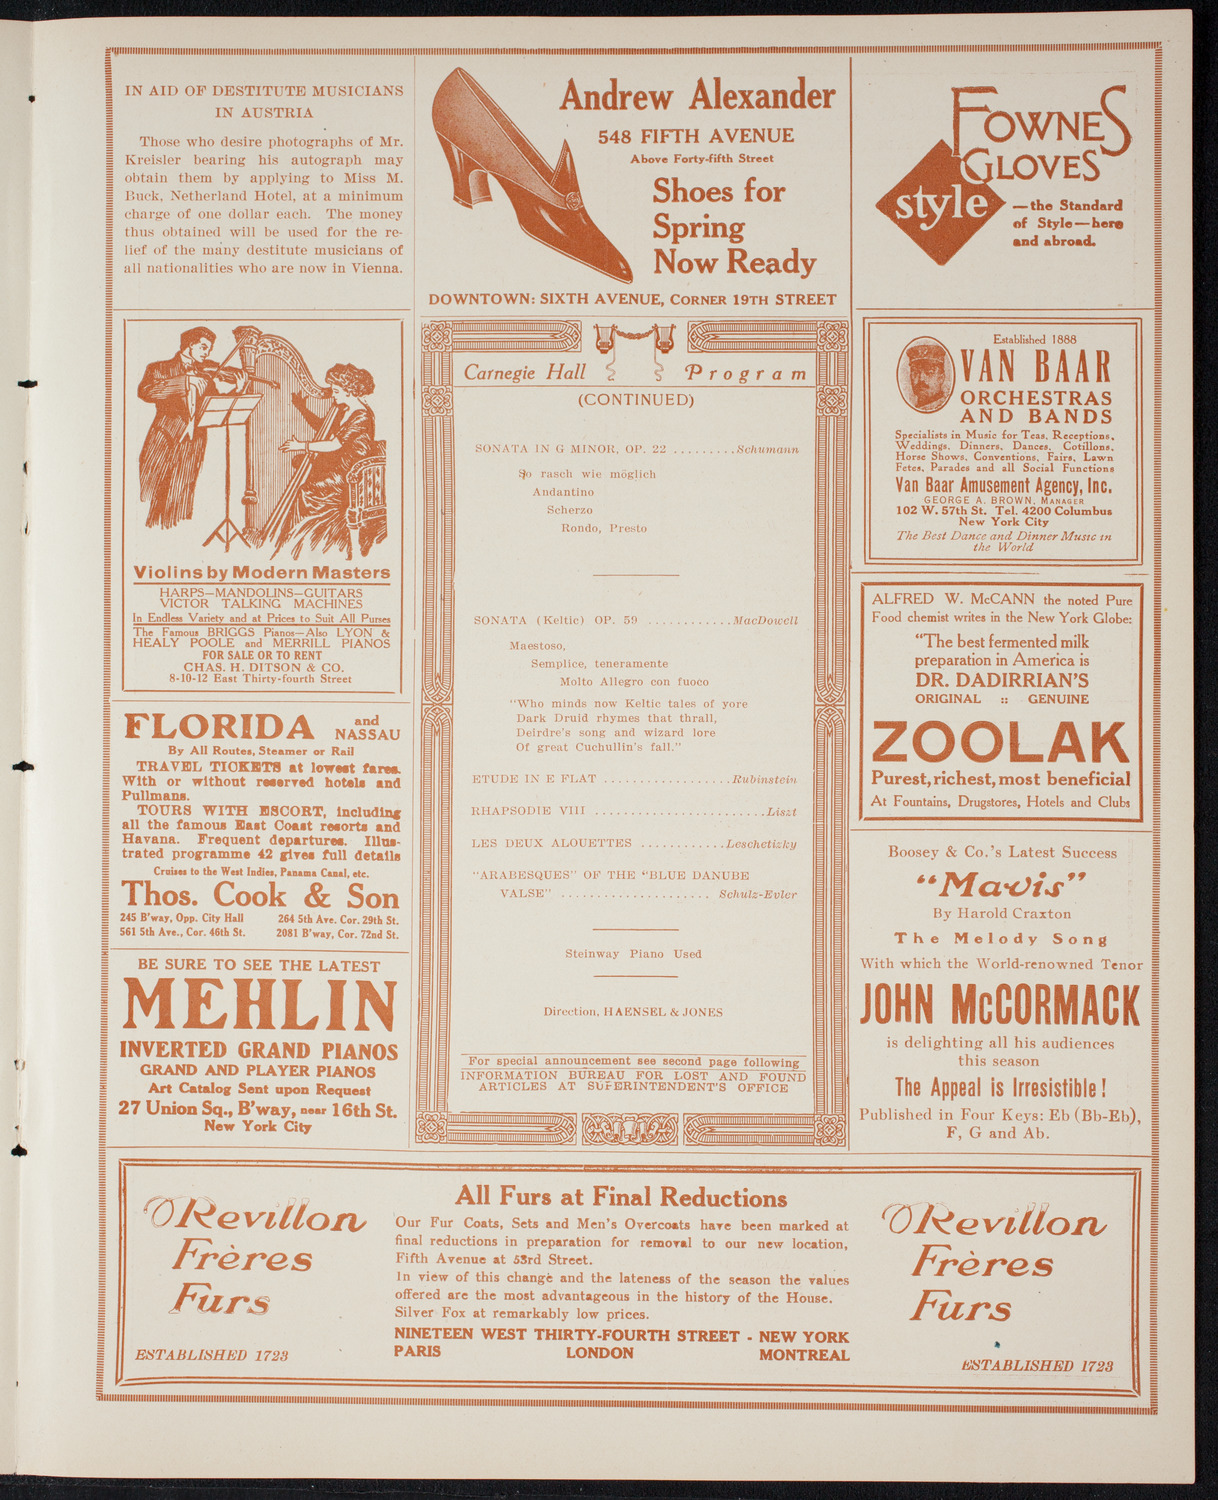 IN AID OF DESTITUTE MUSICIANS
IN AUSTRIA
Those who desire photographs of Mr.
Kreisler bearing his autograph may
obtain them by applying to Miss M.
Buck, Netherland Hotel, at a minimum
charge of one dollar each. The money
thus obtained will be used for the re-
lief of the many destitute musicians of
all nationalities who are now in Vienna.
Andrew Alexander
548 FIFTH AVENUE
Above Forty-fifth Street
Shoes for
Spring
Now Ready
DOWNTOWN: SIXTH AVENUE, CORNER 19TH STREET
FOWNES
GLOVES
style
—the Standard
of Style—here
and abroad.
Violins by Modern Masters
HARPS—MANDOLINS—GUITARS
VICTOR TALKING MACHINES
In Endless Variety and at Prices to Suit All Purses
The Famous BRIGGS Pianos—Also LYON &
HEALY POOLE and MERRILL PIANOS
FOR SALE OR TO RENT
CHAS. H. DITSON & CO.
8-10-12 East Thirty-fourth Street
FLORIDA and
NASSAU
By All Routes, Steamer or Rail
TRAVEL TICKETS at lowest fares.
With or without reserved hotels and
Pullmans.
TOURS WITH ESCORT, including
all the famous East Coast resorts and
Havana. Frequent departures. Illus-
trated programme 42 gives full details
Cruises to the West Indies, Panama Canal, etc.
Thos. Cook & Son
245 B'way, Opp. City Hall 264 5th Ave. Cor. 29th St.
561 5th Ave., Cor. 46th St. 2081 B'way, Cor. 72nd St.
BE SURE TO SEE THE LATEST
MEHLIN
INVERTED GRAND PIANOS
GRAND AND PLAYER PIANOS
Art Catalog Sent upon Request
27 Union Sq., B'way, near 16th St.
New York City
Carnegie Hall Program
(CONTINUED)
SONATA IN G MINOR, OP. 22 .........Schumann
So rasch wie möglich
Andantino
Scherzo
Rondo, Presto
SONATA (Keltic) OP. 59 ............MacDowell
Maestoso,
Semplice, teneramente
Molto Allegro con fuoco
"Who minds now Keltic tales of yore
Dark Druid rhymes that thrall,
Deirdre's song and wizard lore
Of great Cuchullin's fall."
ETUDE IN E FLAT ..................Rubinstein
RHAPSODIE VIII ........................Liszt
LES DEUX ALOUETTES ............Leschetizky
"ARABESQUES" OF THE "BLUE DANUBE
VALSE" ..................... Schulz-Evler
Steinway Piano Used
Direction, HAENSEL & JONES
For special announcement see second page following
INFORMATION BUREAU FOR LOST AND FOUND
ARTICLES AT SUPERINTENDENT'S OFFICE
Established 1888
VAN BAAR
ORCHESTRAS
AND BANDS
Specialists in Music for Teas, Receptions,
Weddings, Dinners, Dances, Cotillons,
Horse Shows, Conventions, Fairs, Lawn
Fetes, Parades and all Social Functions
Van Baar Amusement Agency, Inc.
GEORGE A. BROWN, MANAGER
102 W. 57th St. Tel. 4200 Columbus
New York City
The Best Dance and Dinner Music in
the World
ALFRED W. McCANN the noted Pure
Food chemist writes in the New York Globe:
"The best fermented milk
preparation in America is
DR. DADIRRIAN'S
ORIGINAL :: GENUINE
ZOOLAK
Purest, richest, most beneficial
At Fountains, Drugstores, Hotels and Clubs
Boosey & Co.'s Latest Success
"Mavis"
By Harold Craxton
The Melody Song
With which the World-renowned Tenor
JOHN McCORMACK
is delighting all his audiences
this season
The Appeal is Irresistible!
Published in Four Keys: Eb (Bb-Eb),
F, G and Ab.
Revillon
Frères
Furs
ESTABLISHED 1723
All Furs at Final Reductions
Our Fur Coats, Sets and Men's Overcoats have been marked at
final reductions in preparation for removal to our new location,
Fifth Avenue at 53rd Street.
In view of this change and the lateness of the season the values
offered are the most advantageous in the history of the House.
Silver Fox at remarkably low prices.
NINETEEN WEST THIRTY-FOURTH STREET - NEW YORK
PARIS LONDON MONTREAL
Revillon
Frères
Furs
ESTABLISHED 1723